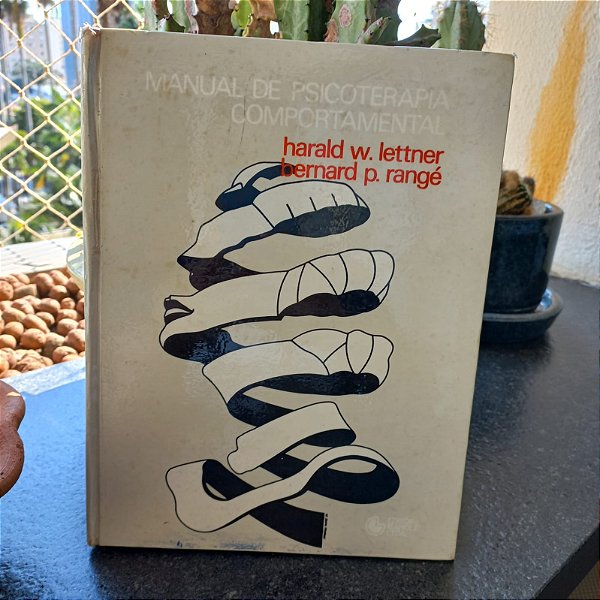 MANUAL DE PSICOTERAPIA
COMPORTAMENTAL
harald w. lettner
bernard p. rangé